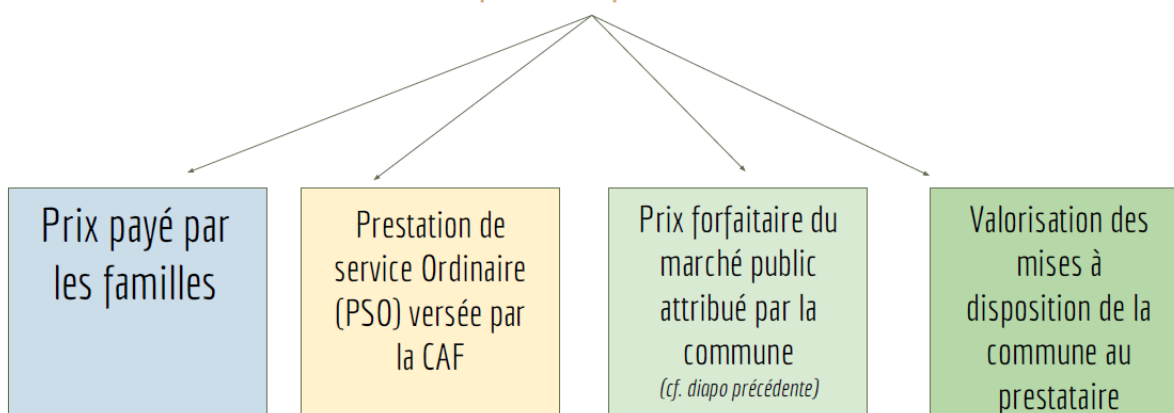 Prix payé par
les familles
Prestation de
service Ordinaire
(PSO) versée par
la CAF
Prix forfaitaire du
marché public
attribué par la
commune
(cf. diapo précédente)
Valorisation des
mises à
disposition de la
commune au
prestataire